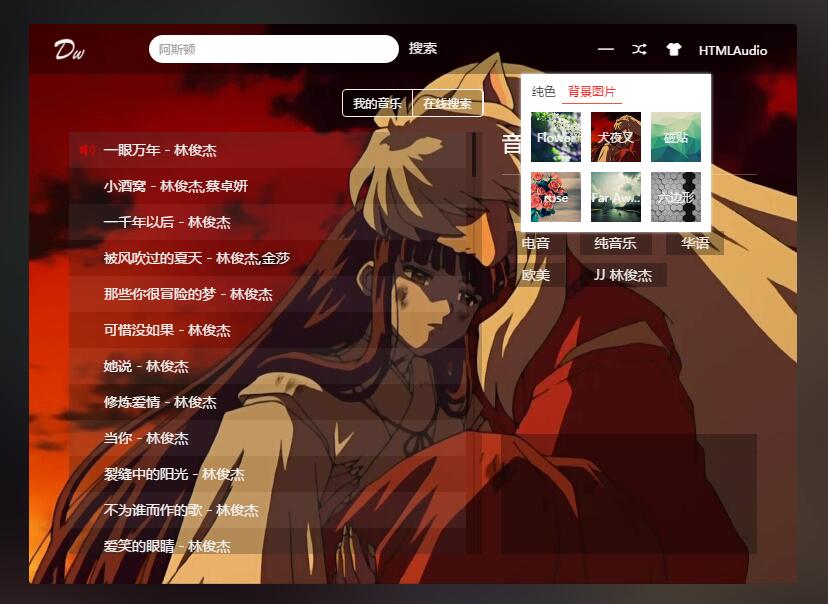 Dw
阿斯顿
搜索
HTMLAudio
纯色 背景图片
Flower 犬夜叉 磁贴
rose Far Aw... 六边形
我的音乐 在线搜索
音
电音 纯音乐 华语
欧美 JJ 林俊杰
一眼万年 - 林俊杰
小酒窝 - 林俊杰,蔡卓妍
一千年以后 - 林俊杰
被风吹过的夏天 - 林俊杰,金莎
那些你很冒险的梦 - 林俊杰
可惜没如果 - 林俊杰
她说 - 林俊杰
修炼爱情 - 林俊杰
当你 - 林俊杰
裂缝中的阳光 - 林俊杰
不为谁而作的歌 - 林俊杰
爱笑的眼睛 - 林俊杰